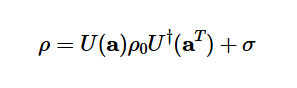 ρ = U(𝐚)ρ₀U†(𝐚ᵀ) + σ